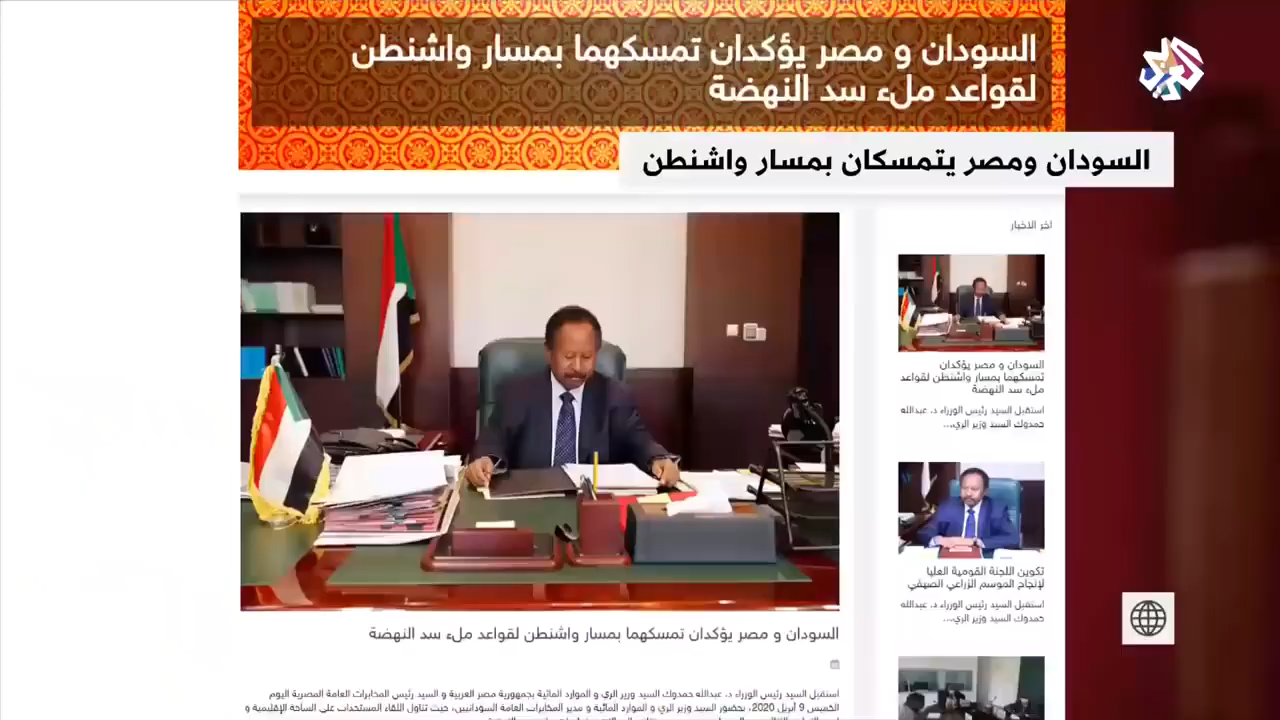 السودان و مصر يؤكدان تمسكهما بمسار واشنطن
لقواعد ملء سد النهضة
السودان ومصر يتمسكان بمسار واشنطن
اخر الاخبار
السودان و مصر يؤكدان
تمسكهما بمسار واشنطن لقواعد
ملء سد النهضة
استقبل السيد رئيس الوزراء د. عبدالله
حمدوك السيد وزير الري,...
تكوين اللجنة القومية العليا
لإنجاح الموسم الزراعي الصيفي
استقبل السيد رئيس الوزراء د. عبدالله
حمدوك السيد وزير الري,...
السودان و مصر يؤكدان تمسكهما بمسار واشنطن لقواعد ملء سد النهضة
استقبل السيد رئيس الوزراء د. عبدالله حمدوك السيد وزير الري و الموارد المائية بجمهورية مصر العربية و السيد رئيس المخابرات العامة المصرية اليوم
الخميس 9 أبريل 2020، بحضور السيد وزير الري و الموارد المائية و مدير المخابرات العامة السودانيين، حيث تناول اللقاء المستجدات على الساحة الإقليمية و